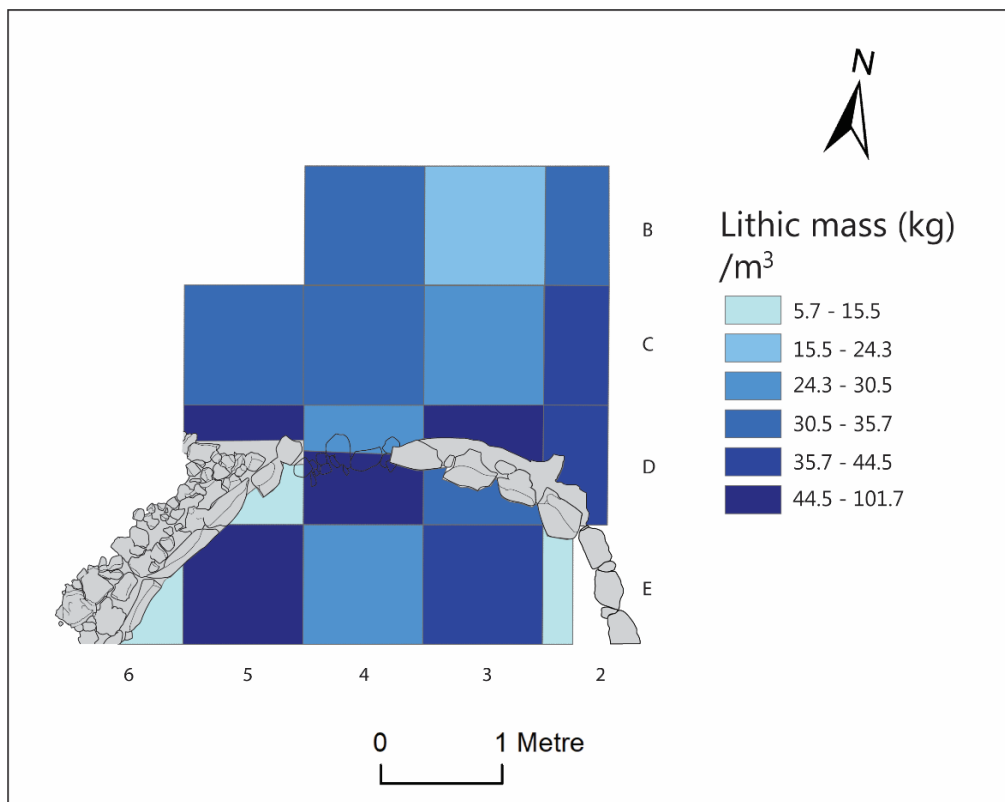 N
B
C
D
E
6 5 4 3 2
Lithic mass (kg)
/m³
5.7 - 15.5
15.5 - 24.3
24.3 - 30.5
30.5 - 35.7
35.7 - 44.5
44.5 - 101.7
0 1 Metre